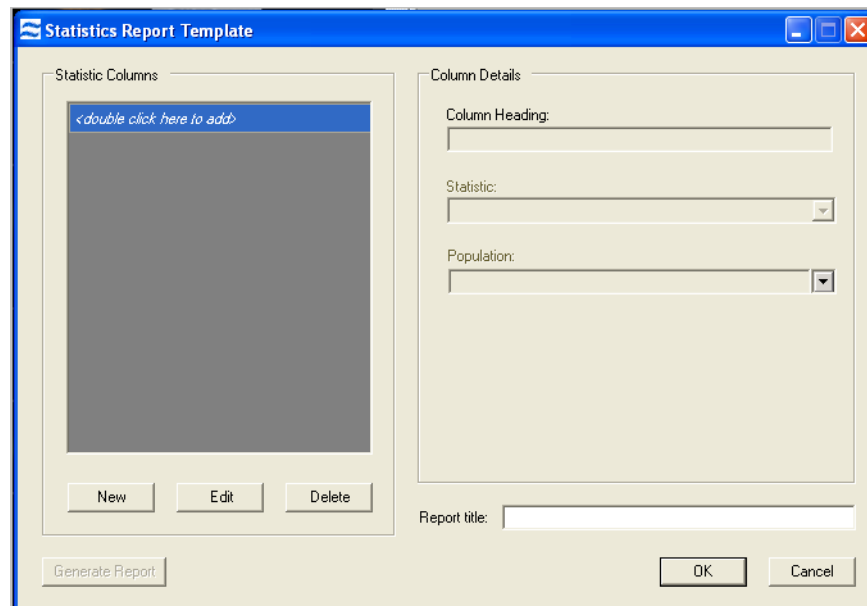 Statistics Report Template
Statistic Columns
<double click here to add>
New Edit Delete
Generate Report
Column Details
Column Heading:
Statistic:
Population:
Report title:
OK Cancel